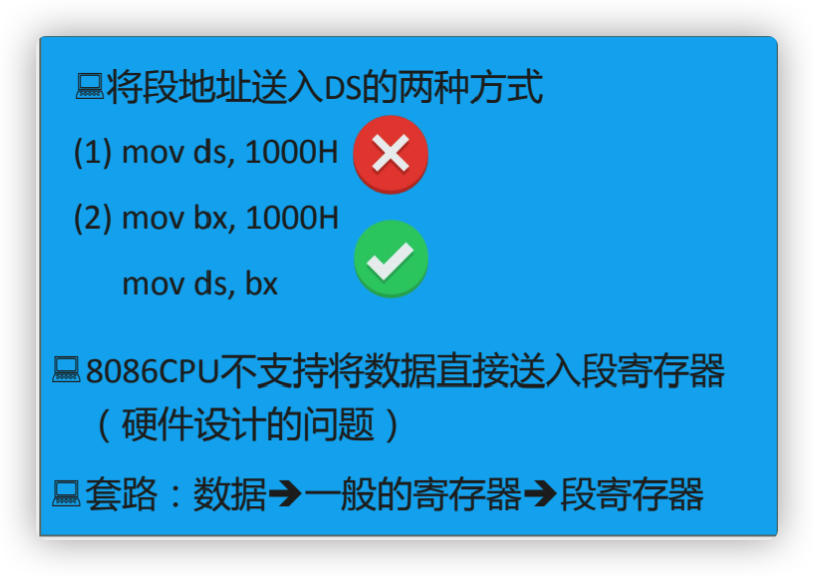 将段地址送入DS的两种方式
(1) mov ds, 1000H
(2) mov bx, 1000H
mov ds, bx
8086CPU不支持将数据直接送入段寄存器
（硬件设计的问题）
套路：数据➔一般的寄存器➔段寄存器